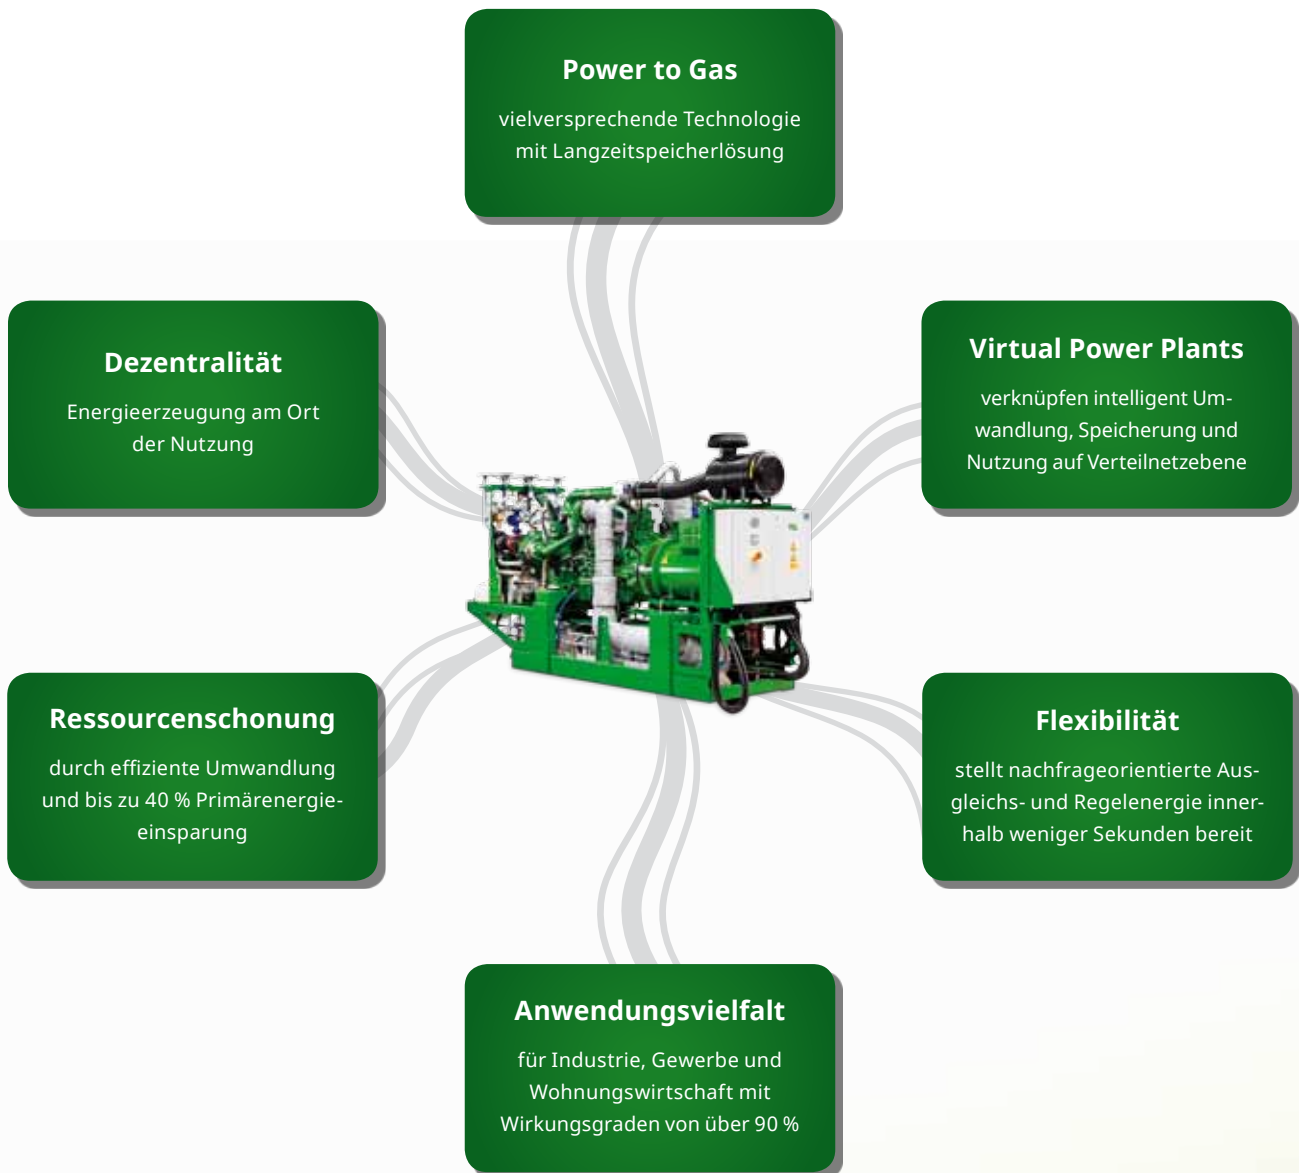 Power to Gas
vielversprechende Technologie
mit Langzeitspeicherlösung
Dezentralität
Energieerzeugung am Ort
der Nutzung
Virtual Power Plants
verknüpfen intelligent Um-
wandlung, Speicherung und
Nutzung auf Verteilnetzebene
Ressourcenschonung
durch effiziente Umwandlung
und bis zu 40 % Primärenergie-
einsparung
Flexibilität
stellt nachfrageorientierte Aus-
gleichs- und Regelenergie inner-
halb weniger Sekunden bereit
Anwendungsvielfalt
für Industrie, Gewerbe und
Wohnungswirtschaft mit
Wirkungsgraden von über 90 %